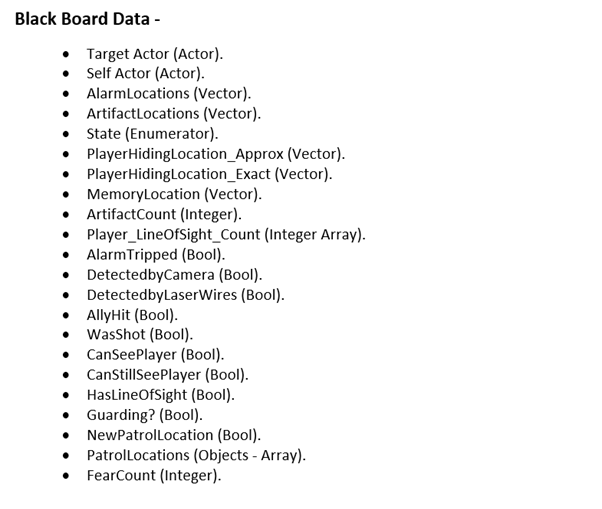 Black Board Data -
• Target Actor (Actor).
• Self Actor (Actor).
• AlarmLocations (Vector).
• ArtifactLocations (Vector).
• State (Enumerator).
• PlayerHidingLocation_Approx (Vector).
• PlayerHidingLocation_Exact (Vector).
• MemoryLocation (Vector).
• ArtifactCount (Integer).
• Player_LineOfSight_Count (Integer Array).
• AlarmTripped (Bool).
• DetectedbyCamera (Bool).
• DetectedbyLaserWires (Bool).
• AllyHit (Bool).
• WasShot (Bool).
• CanSeePlayer (Bool).
• CanStillSeePlayer (Bool).
• HasLineOfSight (Bool).
• Guarding? (Bool).
• NewPatrolLocation (Bool).
• PatrolLocations (Objects - Array).
• FearCount (Integer).